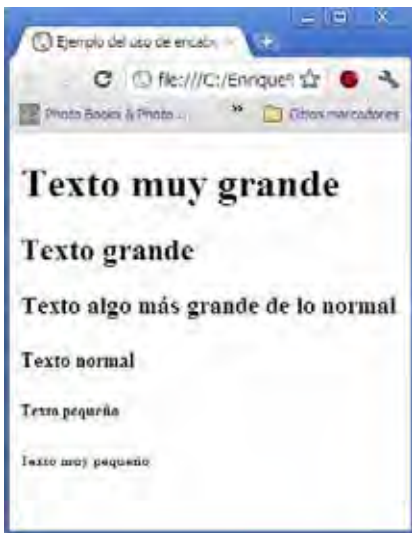 Ejemplo del uso de encabe
file:///C:/Enrique
Photo Books & Photo ... » Otros marcadores
Texto muy grande
Texto grande
Texto algo más grande de lo normal
Texto normal
Texto pequeño
Texto muy pequeño